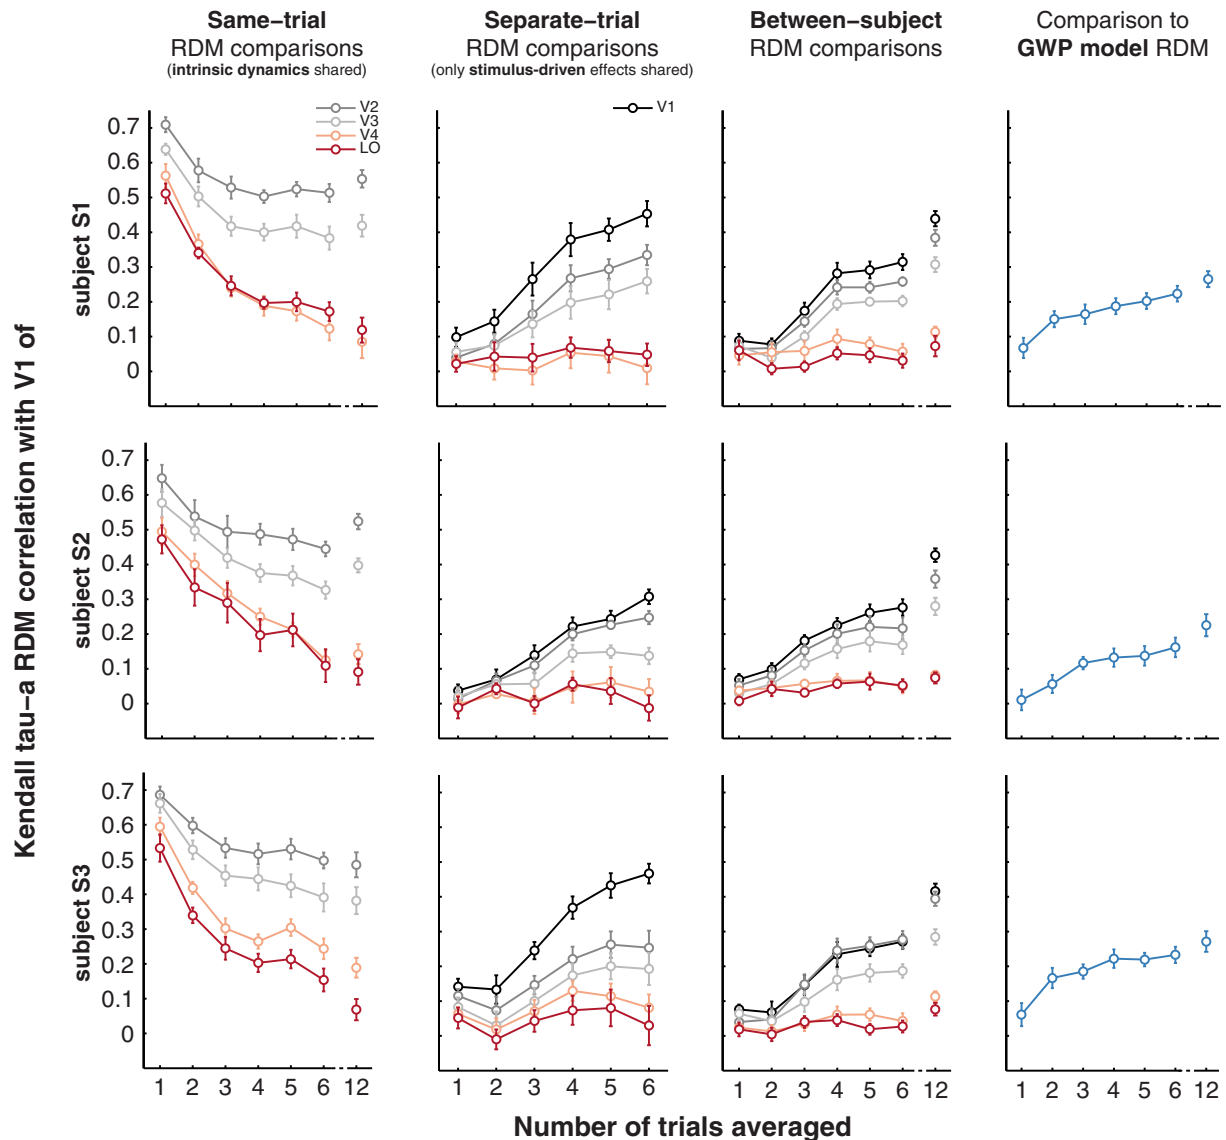 Same−trial
RDM comparisons
(intrinsic dynamics shared)
Separate−trial
RDM comparisons
(only stimulus-driven effects shared)
Between−subject
RDM comparisons
Comparison to
GWP model RDM
Kendall tau−a RDM correlation with V1 of
subject S1
0.7
0.6
0.5
0.4
0.3
0.2
0.1
0
V2
V3
V4
LO
V1
subject S2
0.7
0.6
0.5
0.4
0.3
0.2
0.1
0
subject S3
0.7
0.6
0.5
0.4
0.3
0.2
0.1
0
1 2 3 4 5 6 12
1 2 3 4 5 6
1 2 3 4 5 6 12
1 2 3 4 5 6 12
Number of trials averaged